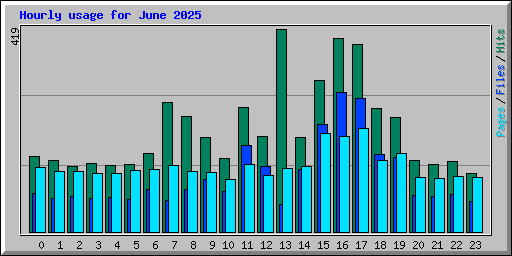 Hourly usage for June 2025
419
Pages / Files / Hits
0 1 2 3 4 5 6 7 8 9 10 11 12 13 14 15 16 17 18 19 20 21 22 23